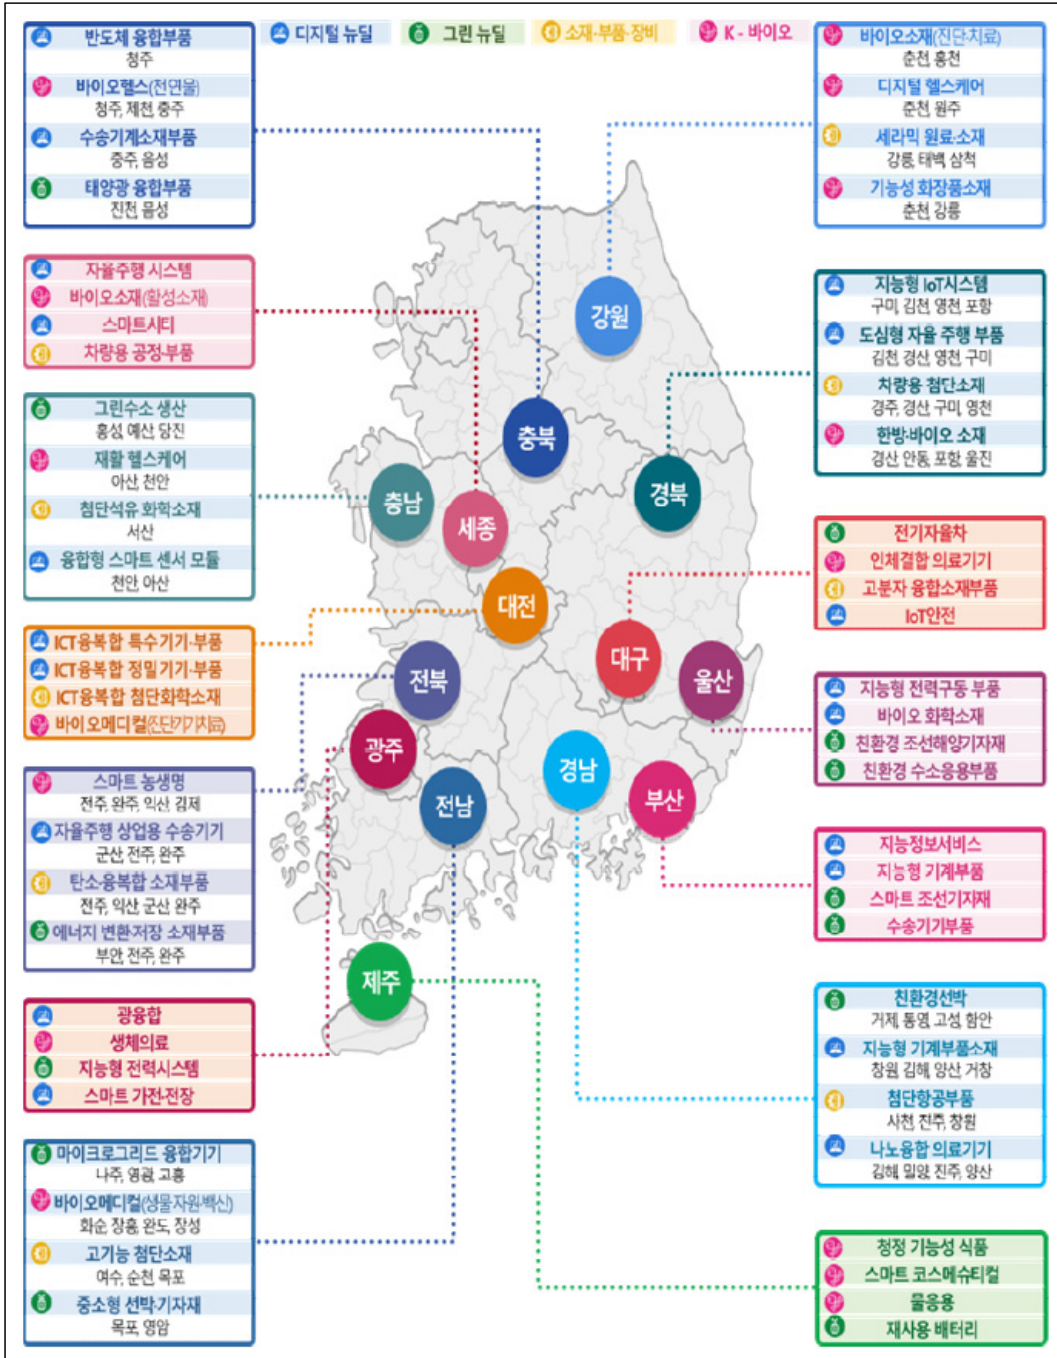 디지털 뉴딜
그린 뉴딜
소재·부품·장비
K - 바이오
반도체 융합부품
청주
바이오헬스(천연물)
청주, 제천, 충주
수송기계소재부품
충주, 음성
태양광 융합부품
진천, 음성
자율주행 시스템
바이오소재(활성소재)
스마트시티
차량용 공정·부품
그린수소 생산
홍성, 예산, 당진
재활 헬스케어
아산, 천안
첨단석유 화학소재
서산
융합형 스마트 센서 모듈
천안, 아산
ICT융복합 특수기기·부품
ICT융복합 정밀기기·부품
ICT융복합 첨단화학소재
바이오메디컬(진단기기치료)
스마트 농생명
전주, 완주, 익산, 김제
자율주행 상업용 수송기기
군산, 전주, 완주
탄소·융복합 소재부품
전주, 익산, 군산, 완주
에너지 변환·저장 소재부품
부안, 전주, 완주
광융합
생체의료
지능형 전력시스템
스마트 가전·전장
마이크로그리드 융합기기
나주, 영광, 고흥
바이오메디컬(생물자원·백신)
화순, 장흥, 완도, 장성
고기능 첨단소재
여수, 순천, 목포
중소형 선박·기자재
목포, 영암
강원
충북
경북
충남
세종
대전
대구
울산
전북
광주
경남
부산
전남
제주
바이오소재(진단·치료)
춘천, 홍천
디지털 헬스케어
춘천, 원주
세라믹 원료·소재
강릉, 태백, 삼척
기능성 화장품소재
춘천, 강릉
지능형 IoT시스템
구미, 김천, 영천, 포항
도심형 자율 주행 부품
김천, 경산, 영천, 구미
차량용 첨단소재
경주, 경산, 구미, 영천
한방·바이오 소재
경산, 안동, 포항, 울진
전기자율차
인체결합 의료기기
고분자 융합소재부품
IoT안전
지능형 전력구동 부품
바이오 화학소재
친환경 조선해양기자재
친환경 수소응용부품
지능정보서비스
지능형 기계부품
스마트 조선기자재
수송기기부품
친환경선박
거제, 통영, 고성, 함안
지능형 기계부품소재
창원, 김해, 양산, 거창
첨단항공부품
사천, 진주, 창원
나노융합 의료기기
김해, 밀양, 진주, 양산
청정 기능성 식품
스마트 코스메슈티컬
물응용
재사용 배터리